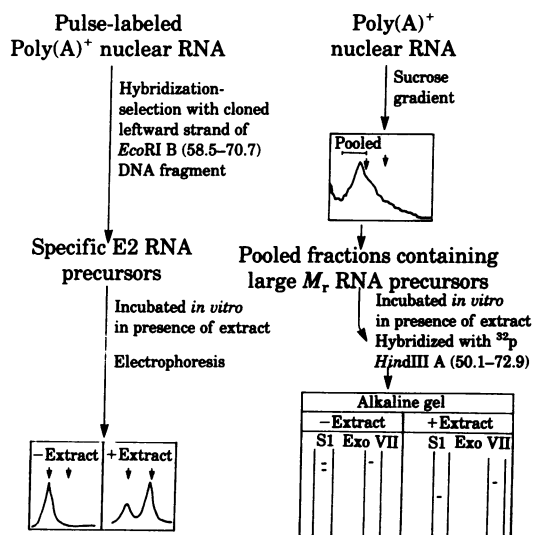 Pulse-labeled
Poly(A)⁺ nuclear RNA
Hybridization-
selection with cloned
leftward strand of
EcoRI B (58.5–70.7)
DNA fragment
Specific E2 RNA
precursors
Incubated in vitro
in presence of extract
Electrophoresis
−Extract
+Extract
Poly(A)⁺
nuclear RNA
Sucrose
gradient
Pooled
Pooled fractions containing
large Mr RNA precursors
Incubated in vitro
in presence of extract
Hybridized with ³²p
HindIII A (50.1–72.9)
Alkaline gel
−Extract
+Extract
S1 Exo VII
S1 Exo VII